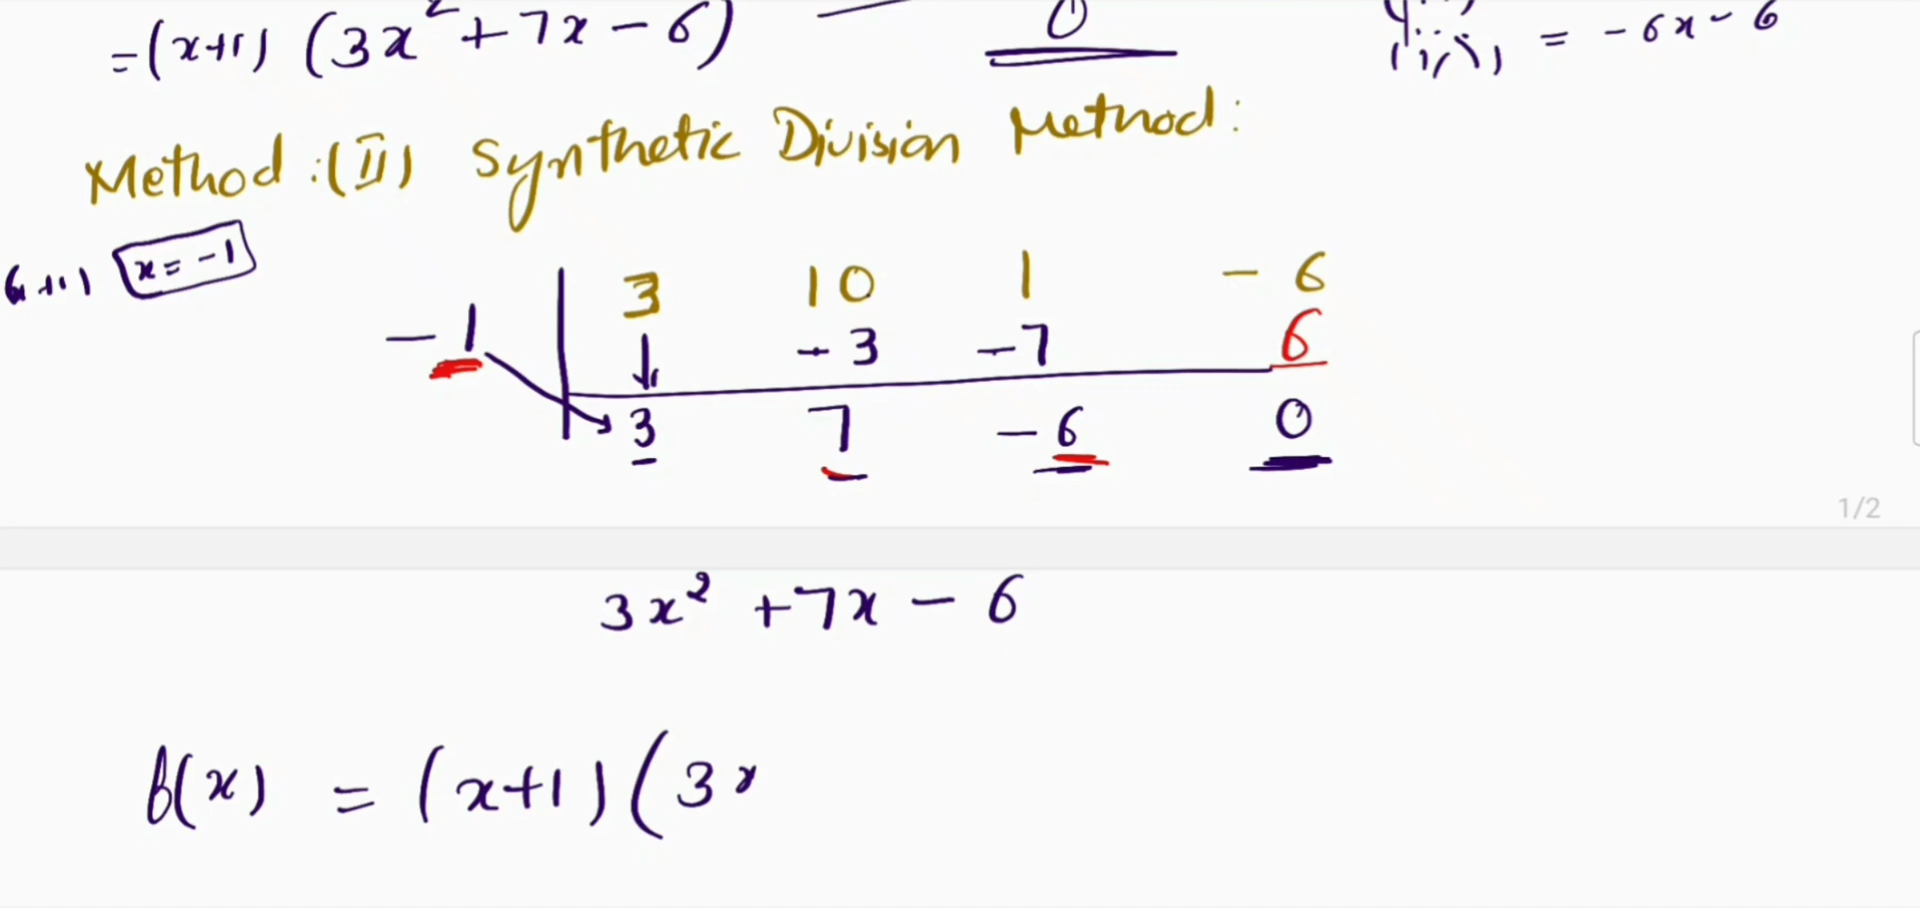 =(x+1) (3x²+7x-6)
0
= -6x-6
Method:(II) Synthetic Division Method:
x=-1
3 10 1 -6
-1 -3 -7 6
3 7 -6 0
1/2
3x² +7x - 6
f(x) = (x+1)(3x